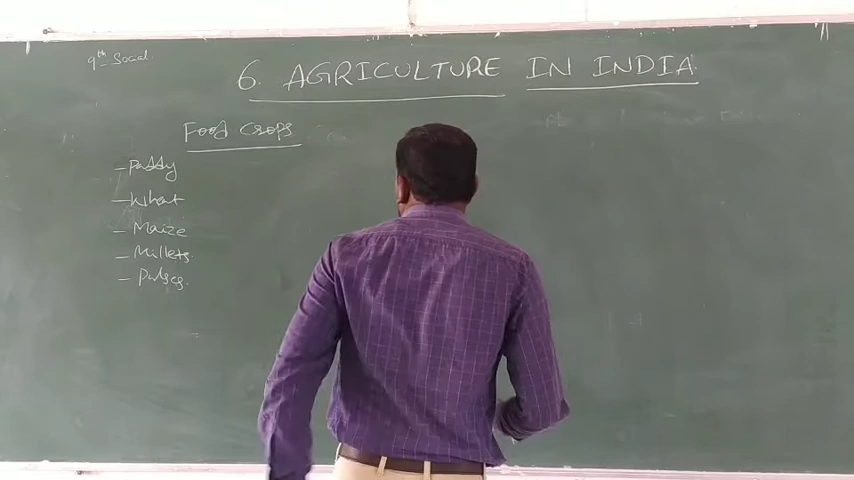 9th Social
6. AGRICULTURE IN INDIA
Food crops
- Paddy
- Wheat
- Maize
- Millets
- Pulses